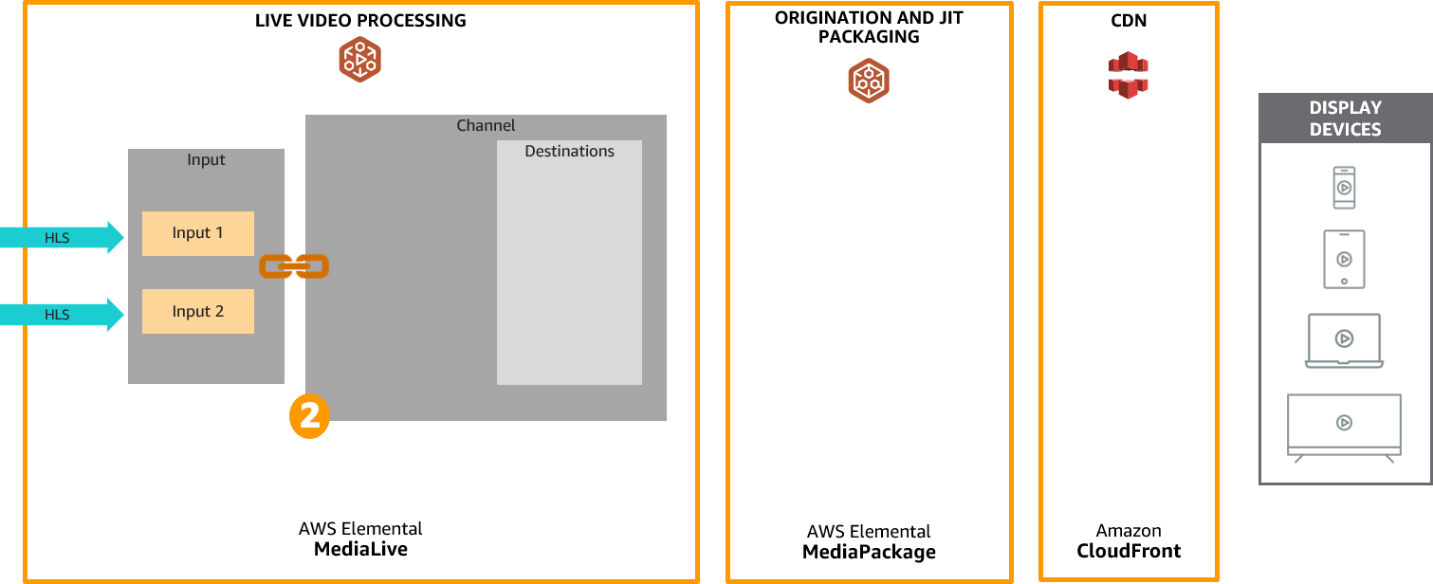 LIVE VIDEO PROCESSING
Channel
Destinations
Input
HLS
Input 1
HLS
Input 2
2
AWS Elemental
MediaLive
ORIGINATION AND JIT
PACKAGING
AWS Elemental
MediaPackage
CDN
Amazon
CloudFront
DISPLAY
DEVICES